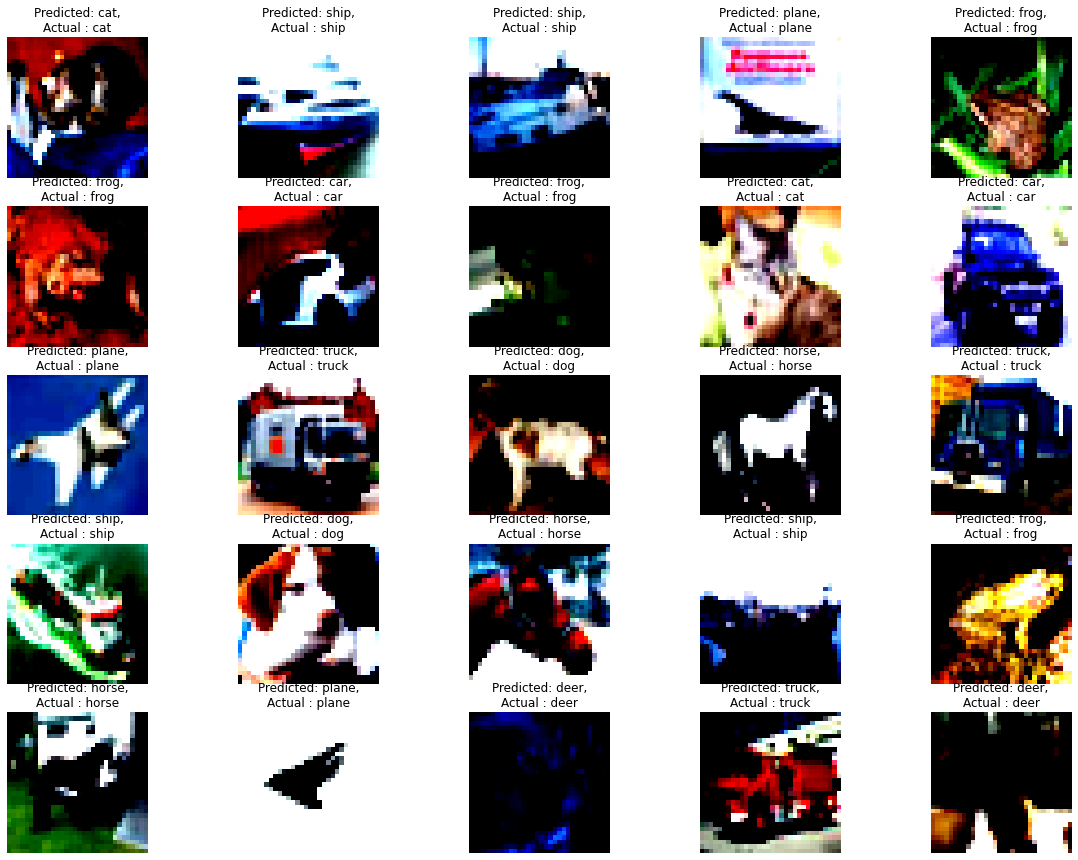 Predicted: cat,
Actual : cat
Predicted: ship,
Actual : ship
Predicted: ship,
Actual : ship
Predicted: plane,
Actual : plane
Predicted: frog,
Actual : frog
Predicted: frog,
Actual : frog
Predicted: car,
Actual : car
Predicted: frog,
Actual : frog
Predicted: cat,
Actual : cat
Predicted: car,
Actual : car
Predicted: plane,
Actual : plane
Predicted: truck,
Actual : truck
Predicted: dog,
Actual : dog
Predicted: horse,
Actual : horse
Predicted: truck,
Actual : truck
Predicted: ship,
Actual : ship
Predicted: dog,
Actual : dog
Predicted: horse,
Actual : horse
Predicted: ship,
Actual : ship
Predicted: frog,
Actual : frog
Predicted: horse,
Actual : horse
Predicted: plane,
Actual : plane
Predicted: deer,
Actual : deer
Predicted: truck,
Actual : truck
Predicted: deer,
Actual : deer